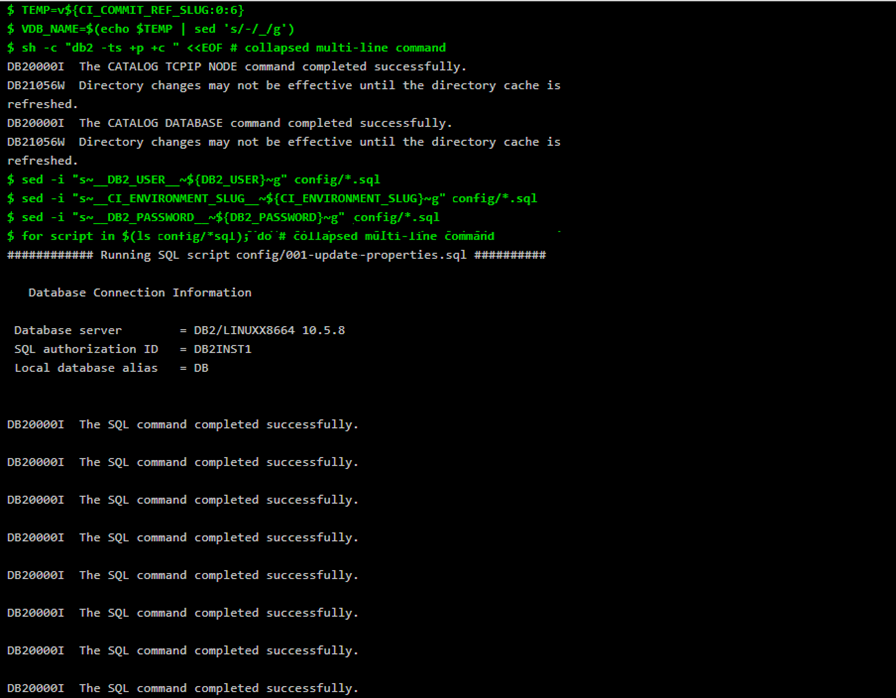 $ TEMP=v${CI_COMMIT_REF_SLUG:0:6}
$ VDB_NAME=$(echo $TEMP | sed 's/-/_/g')
$ sh -c "db2 -ts +p +c " <<EOF # collapsed multi-line command
DB20000I  The CATALOG TCPIP NODE command completed successfully.
DB21056W  Directory changes may not be effective until the directory cache is
refreshed.
DB20000I  The CATALOG DATABASE command completed successfully.
DB21056W  Directory changes may not be effective until the directory cache is
refreshed.
$ sed -i "s~__DB2_USER__~${DB2_USER}~g" config/*.sql
$ sed -i "s~__CI_ENVIRONMENT_SLUG__~${CI_ENVIRONMENT_SLUG}~g" config/*.sql
$ sed -i "s~__DB2_PASSWORD__~${DB2_PASSWORD}~g" config/*.sql
$ for script in $(ls config/*sql); do # collapsed multi-line command
############ Running SQL script config/001-update-properties.sql ##########
Database Connection Information
Database server        = DB2/LINUXX8664 10.5.8
SQL authorization ID   = DB2INST1
Local database alias   = DB
DB20000I  The SQL command completed successfully.
DB20000I  The SQL command completed successfully.
DB20000I  The SQL command completed successfully.
DB20000I  The SQL command completed successfully.
DB20000I  The SQL command completed successfully.
DB20000I  The SQL command completed successfully.
DB20000I  The SQL command completed successfully.
DB20000I  The SQL command completed successfully.